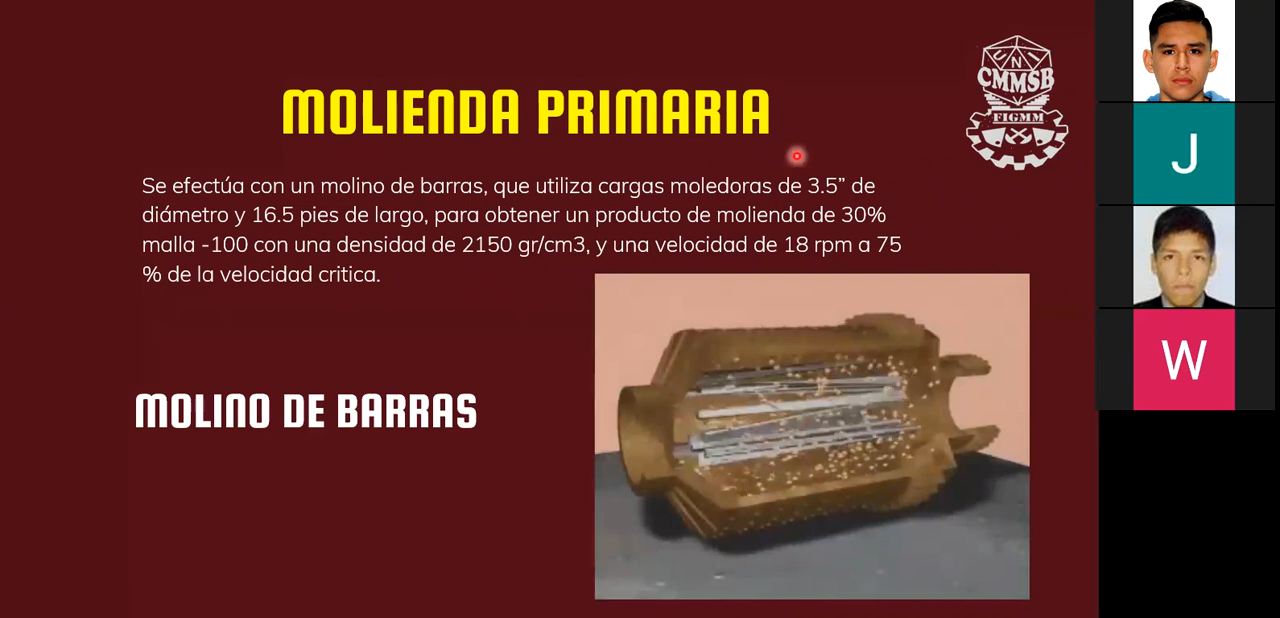 MOLIENDA PRIMARIA
UNI
CMMSB
FIGMM
Se efectúa con un molino de barras, que utiliza cargas moledoras de 3.5” de
diámetro y 16.5 pies de largo, para obtener un producto de molienda de 30%
malla -100 con una densidad de 2150 gr/cm3, y una velocidad de 18 rpm a 75
% de la velocidad critica.
MOLINO DE BARRAS
J
W